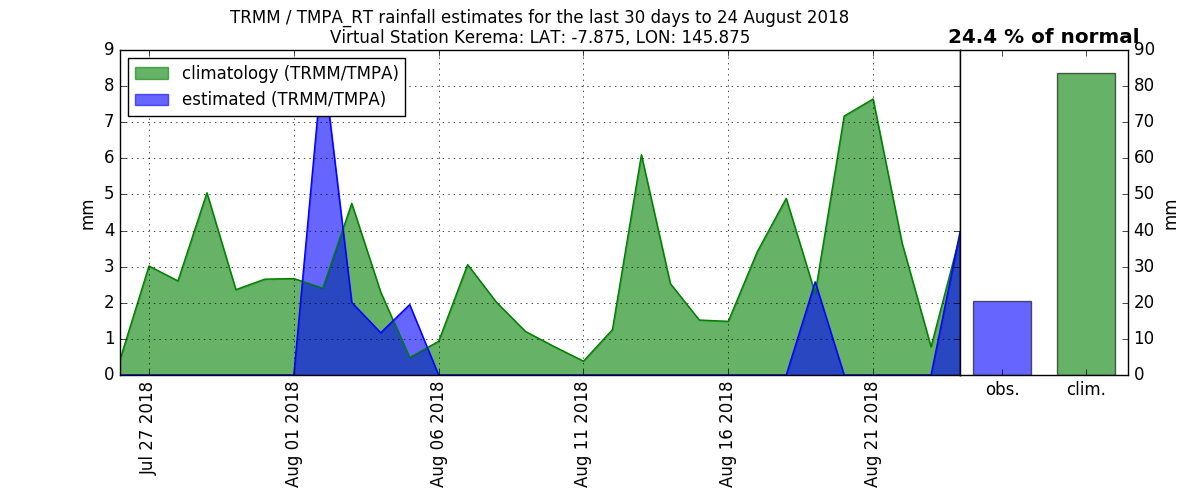 TRMM / TMPA_RT rainfall estimates for the last 30 days to 24 August 2018
Virtual Station Kerema: LAT: -7.875, LON: 145.875
24.4 % of normal
climatology (TRMM/TMPA)
estimated (TRMM/TMPA)
9
8
7
6
5
4
3
2
1
0
mm
Jul 27 2018
Aug 01 2018
Aug 06 2018
Aug 11 2018
Aug 16 2018
Aug 21 2018
90
80
70
60
50
40
30
20
10
0
mm
obs.
clim.